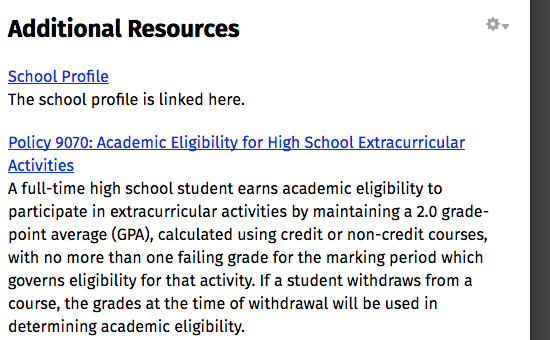 Additional Resources
School Profile
The school profile is linked here.
Policy 9070: Academic Eligibility for High School Extracurricular
Activities
A full-time high school student earns academic eligibility to
participate in extracurricular activities by maintaining a 2.0 grade-
point average (GPA), calculated using credit or non-credit courses,
with no more than one failing grade for the marking period which
governs eligibility for that activity. If a student withdraws from a
course, the grades at the time of withdrawal will be used in
determining academic eligibility.